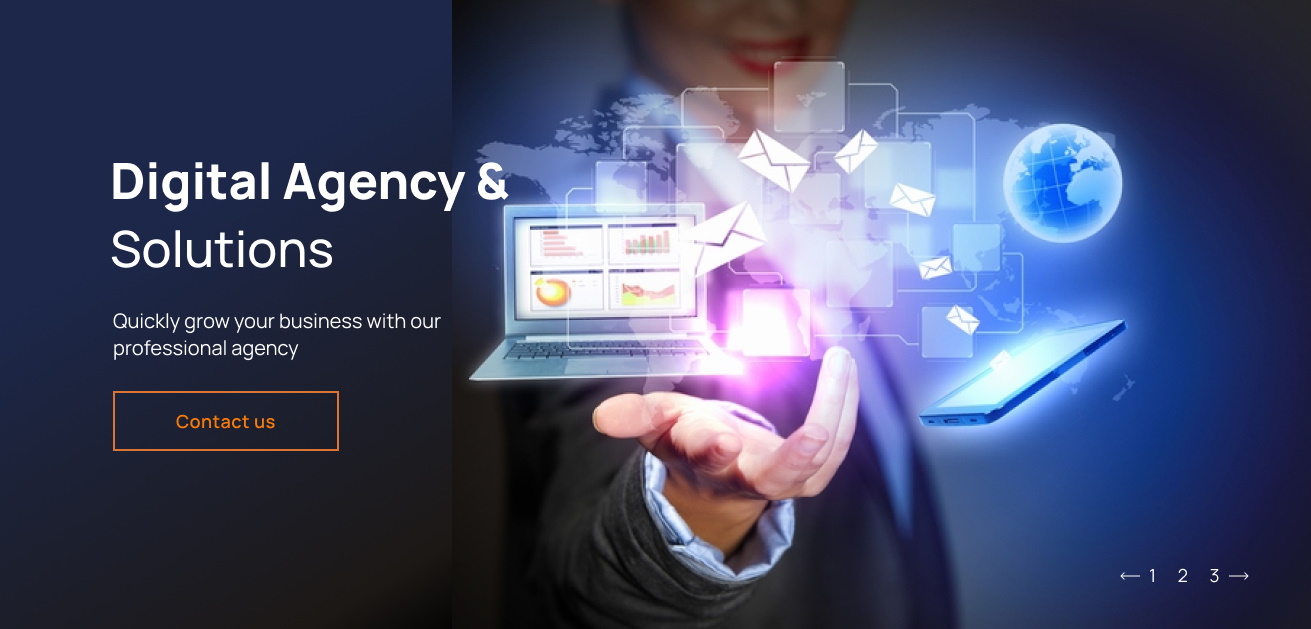 Digital Agency &
Solutions
Quickly grow your business with our
professional agency
Contact us
← 1 2 3 →